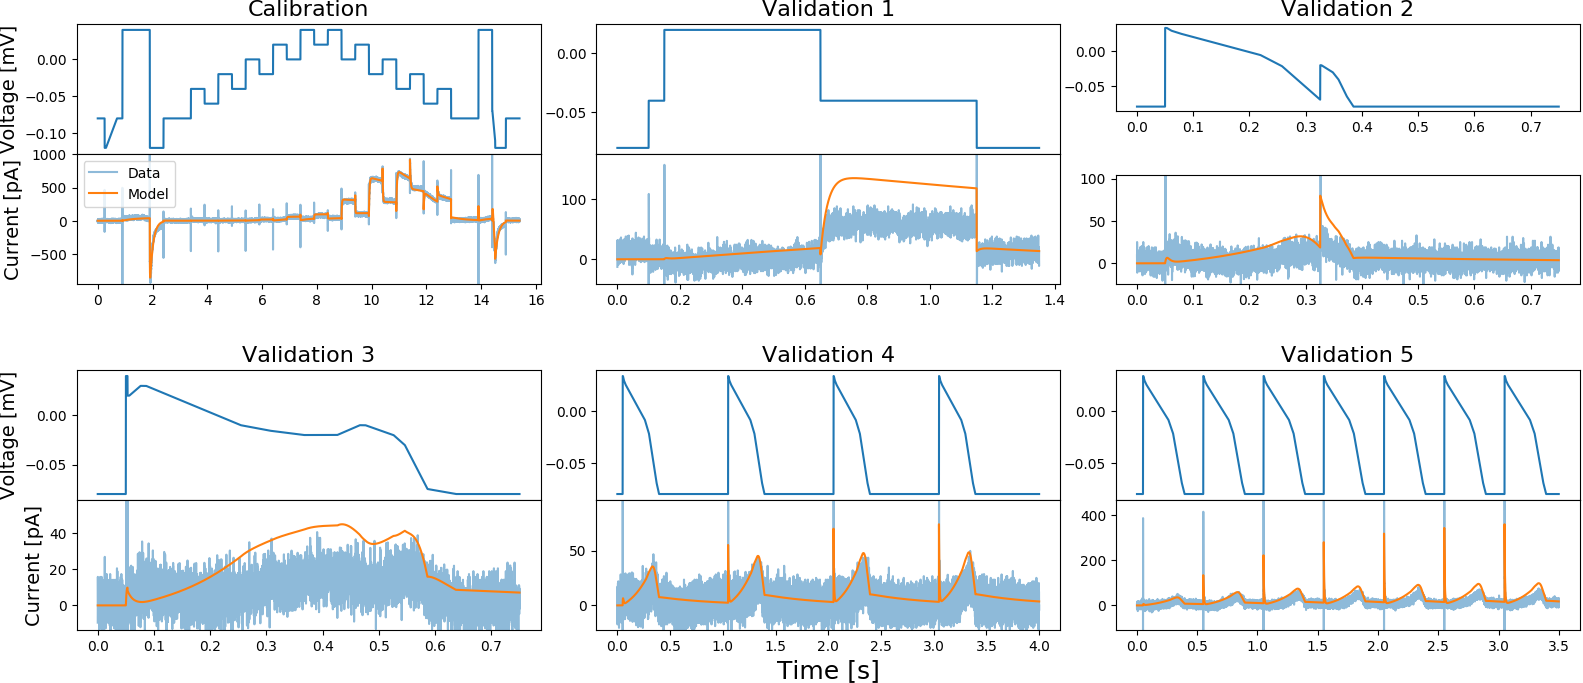 Calibration
Validation 1
Validation 2
Voltage [mV]
0.00
−0.05
−0.10
0.00
−0.05
0.00
−0.05
0.0 0.1 0.2 0.3 0.4 0.5 0.6 0.7
Current [pA]
1000
500
0
−500
Data
Model
100
0
100
50
0
0 2 4 6 8 10 12 14 16
0.0 0.2 0.4 0.6 0.8 1.0 1.2 1.4
0.0 0.1 0.2 0.3 0.4 0.5 0.6 0.7
Validation 3
Validation 4
Validation 5
Voltage [mV]
0.00
−0.05
0.00
−0.05
0.00
−0.05
Current [pA]
40
20
0
50
0
400
200
0
0.0 0.1 0.2 0.3 0.4 0.5 0.6 0.7
0.0 0.5 1.0 1.5 2.0 2.5 3.0 3.5 4.0
0.0 0.5 1.0 1.5 2.0 2.5 3.0 3.5
Time [s]